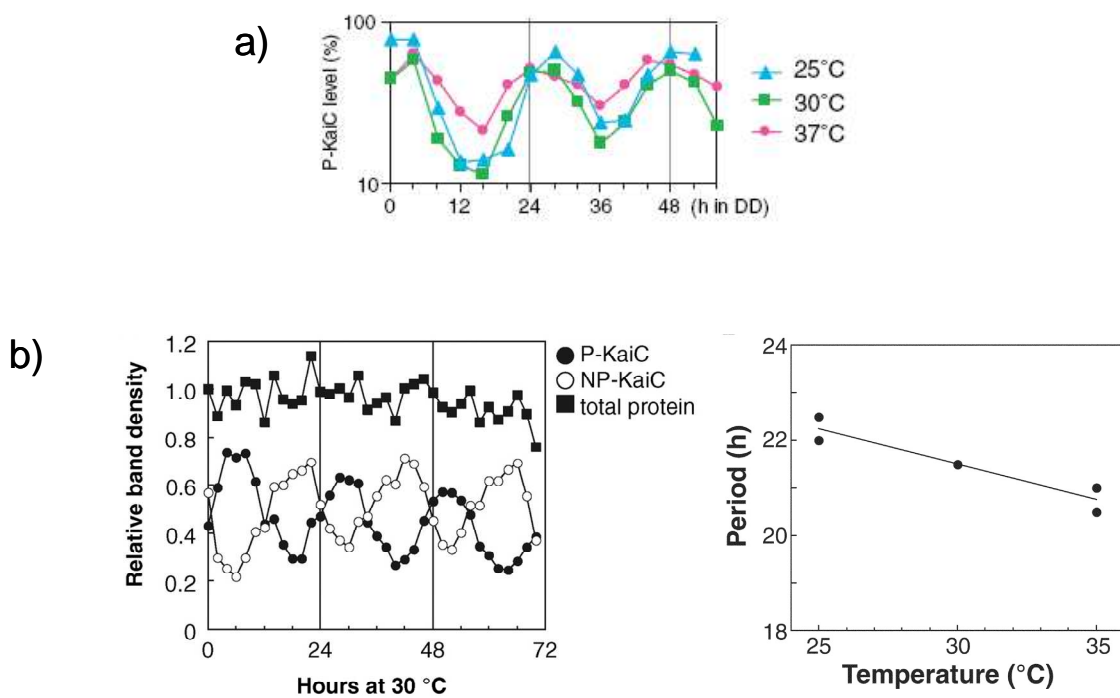 a)
100
P-KaiC level (%)
10
0 12 24 36 48 (h in DD)
25°C
30°C
37°C
b)
1.2
1.0
0.8
0.6
0.4
0.2
0
Relative band density
0 24 48 72
Hours at 30 °C
P-KaiC
NP-KaiC
total protein
24
22
20
18
Period (h)
25 30 35
Temperature (°C)